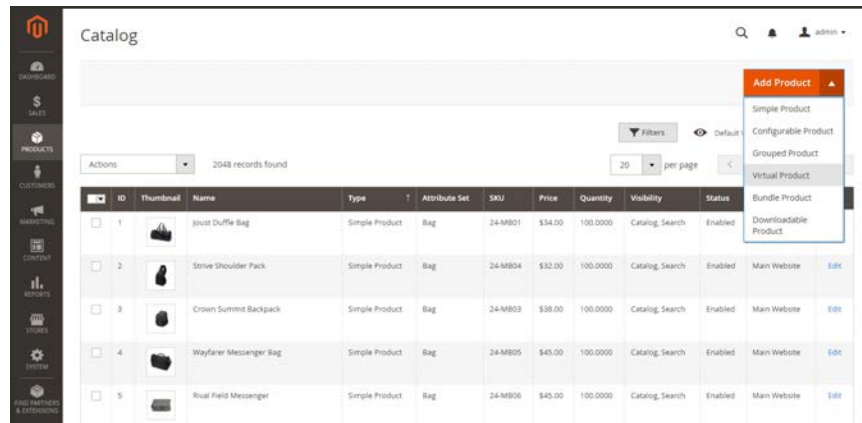 Catalog
admin
DASHBOARD
SALES
PRODUCTS
CUSTOMERS
MARKETING
CONTENT
REPORTS
STORES
SYSTEM
FIND PARTNERS
& EXTENSIONS
Add Product
Simple Product
Configurable Product
Grouped Product
Virtual Product
Bundle Product
Downloadable
Product
Filters
Default
Actions
2048 records found
20 per page
ID Thumbnail Name Type Attribute Set SKU Price Quantity Visibility Status
1 Joust Duffle Bag Simple Product Bag 24-MB01 $34.00 100.0000 Catalog, Search Enabled
2 Strive Shoulder Pack Simple Product Bag 24-MB04 $32.00 100.0000 Catalog, Search Enabled Main Website Edit
3 Crown Summit Backpack Simple Product Bag 24-MB03 $38.00 100.0000 Catalog, Search Enabled Main Website Edit
4 Wayfarer Messenger Bag Simple Product Bag 24-MB05 $45.00 100.0000 Catalog, Search Enabled Main Website Edit
5 Rival Field Messenger Simple Product Bag 24-MB06 $45.00 100.0000 Catalog, Search Enabled Main Website Edit